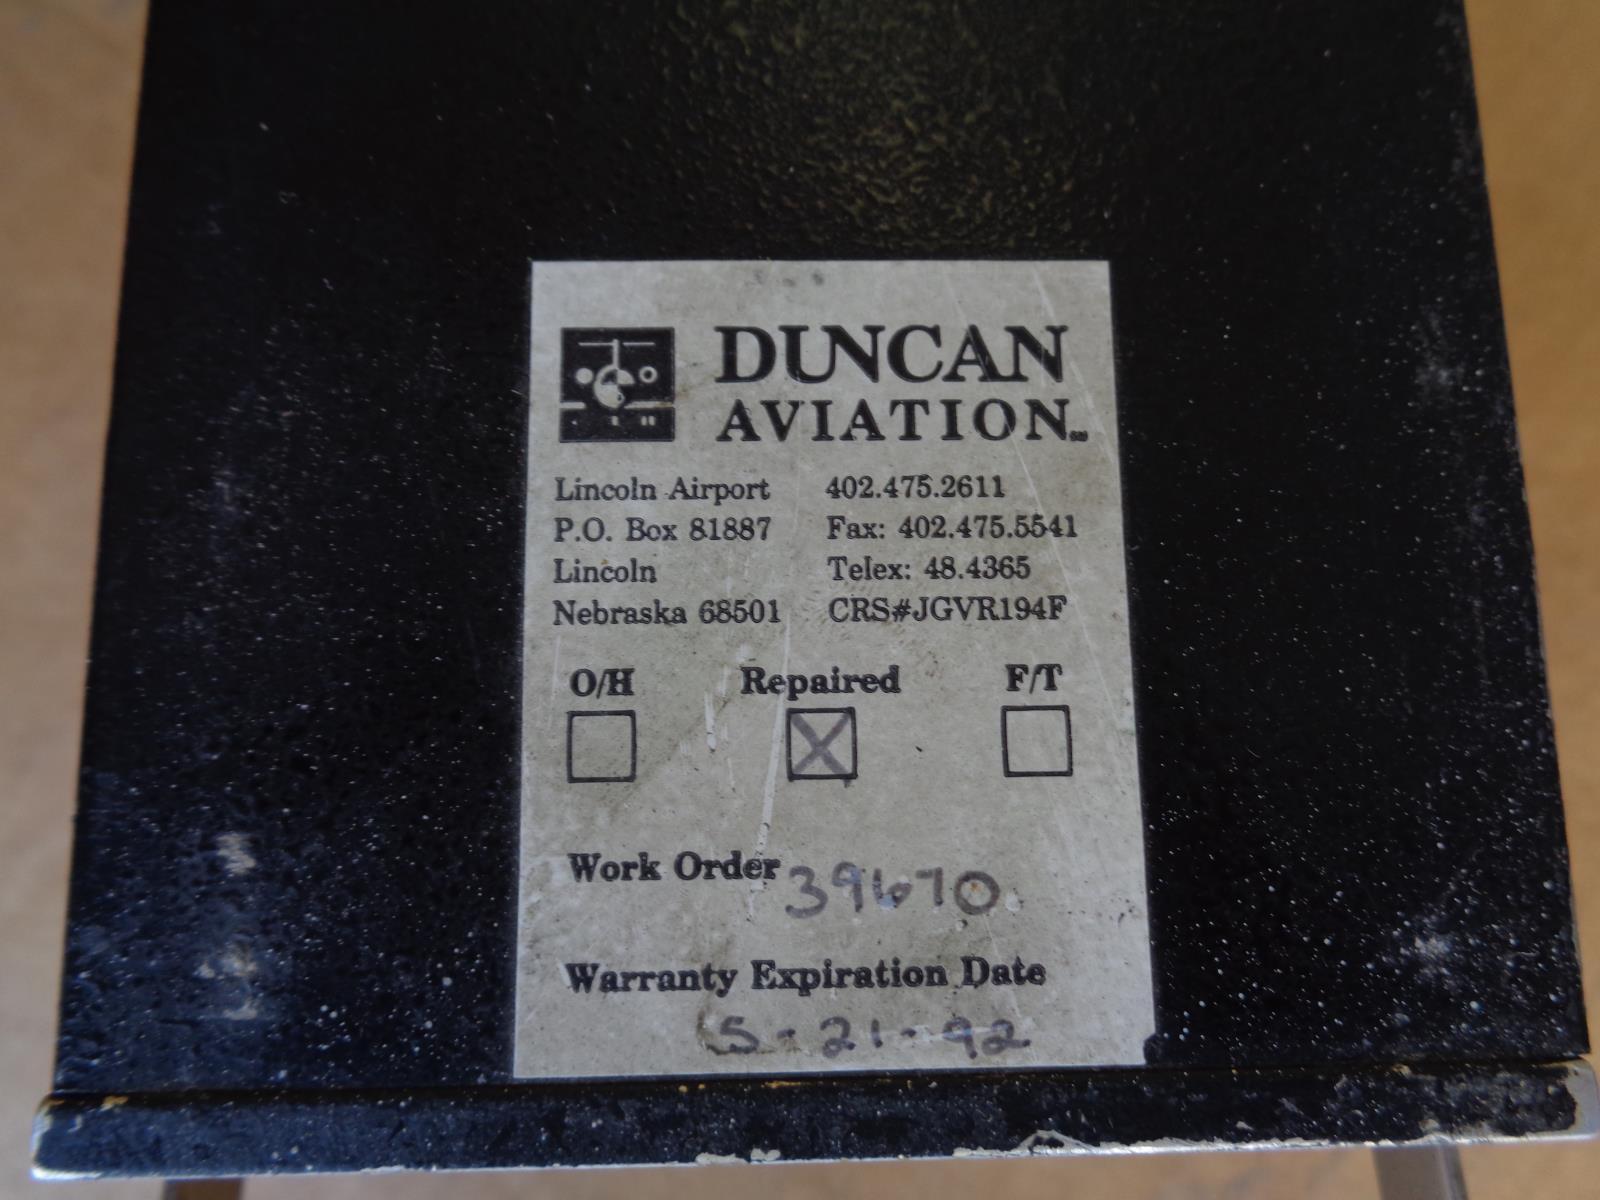 DUNCAN
AVIATION SM
Lincoln Airport 402.475.2611
P.O. Box 81887 Fax: 402.475.5541
Lincoln Telex: 48.4365
Nebraska 68501 CRS#JGVR194F
O/H Repaired F/T
X
Work Order 39670
Warranty Expiration Date
5-21-92